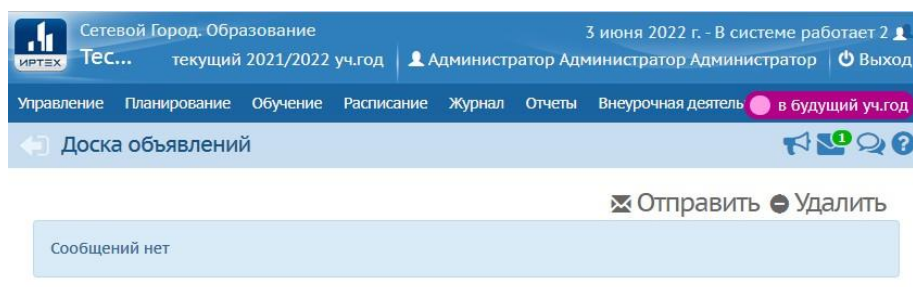 Сетевой Город. Образование
3 июня 2022 г. - В системе работает 2
ИРТЕХ
Тес... текущий 2021/2022 уч.год Администратор Администратор Администратор Выход
Управление Планирование Обучение Расписание Журнал Отчеты Внеурочная деятель в будущий уч.год
Доска объявлений
1
?
Отправить Удалить
Сообщений нет